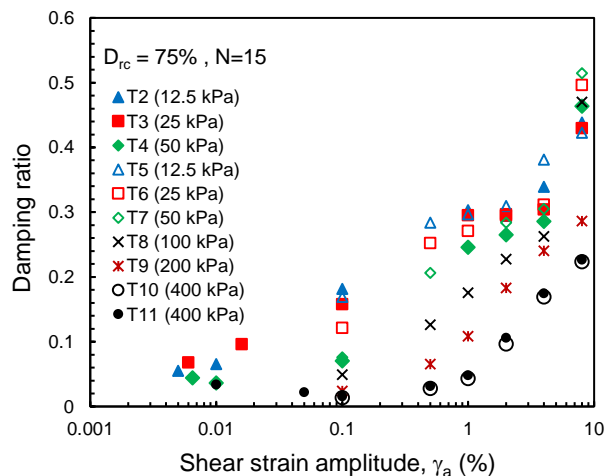 0.6
0.5
0.4
0.3
0.2
0.1
0
Damping ratio
D_rc = 75% , N=15
T2 (12.5 kPa)
T3 (25 kPa)
T4 (50 kPa)
T5 (12.5 kPa)
T6 (25 kPa)
T7 (50 kPa)
T8 (100 kPa)
T9 (200 kPa)
T10 (400 kPa)
T11 (400 kPa)
0.001 0.01 0.1 1 10
Shear strain amplitude, γ_a (%)